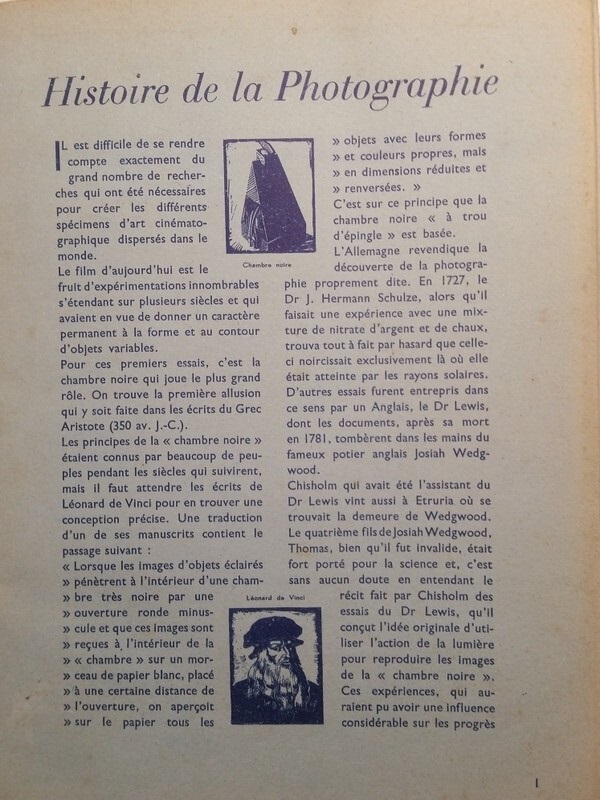 Histoire de la Photographie
IL est difficile de se rendre
compte exactement du
grand nombre de recher-
ches qui ont été nécessaires
pour créer les différents
spécimens d'art cinémato-
graphique dispersés dans le
monde.
Le film d'aujourd'hui est le
fruit d'expérimentations innombrables
s'étendant sur plusieurs siècles et qui
avaient en vue de donner un caractère
permanent à la forme et au contour
d'objets variables.
Pour ces premiers essais, c'est la
chambre noire qui joue le plus grand
rôle. On trouve la première allusion
qui y soit faite dans les écrits du Grec
Aristote (350 av. J.-C.).
Les principes de la « chambre noire »
étaient connus par beaucoup de peu-
ples pendant les siècles qui suivirent,
mais il faut attendre les écrits de
Léonard de Vinci pour en trouver une
conception précise. Une traduction
d'un de ses manuscrits contient le
passage suivant :
« Lorsque les images d'objets éclairés
» pénètrent à l'intérieur d'une cham-
» bre très noire par une
» ouverture ronde minus-
» cule et que ces images sont
» reçues à l'intérieur de la
» « chambre » sur un mor-
» ceau de papier blanc, placé
» à une certaine distance de
» l'ouverture, on aperçoit
» sur le papier tous les
Chambre noire
Léonard de Vinci
» objets avec leurs formes
» et couleurs propres, mais
» en dimensions réduites et
» renversées. »
C'est sur ce principe que la
chambre noire « à trou
d'épingle » est basée.
L'Allemagne revendique la
découverte de la photogra-
phie proprement dite. En 1727, le
Dr J. Hermann Schulze, alors qu'il
faisait une expérience avec une mix-
ture de nitrate d'argent et de chaux,
trouva tout à fait par hasard que celle-
ci noircissait exclusivement là où elle
était atteinte par les rayons solaires.
D'autres essais furent entrepris dans
ce sens par un Anglais, le Dr Lewis,
dont les documents, après sa mort
en 1781, tombèrent dans les mains du
fameux potier anglais Josiah Wedg-
wood.
Chisholm qui avait été l'assistant du
Dr Lewis vint aussi à Etruria où se
trouvait la demeure de Wedgwood.
Le quatrième fils de Josiah Wedgwood,
Thomas, bien qu'il fut invalide, était
fort porté pour la science et, c'est
sans aucun doute en entendant le
récit fait par Chisholm des
essais du Dr Lewis, qu'il
conçut l'idée originale d'uti-
liser l'action de la lumière
pour reproduire les images
de la « chambre noire ».
Ces expériences, qui au-
raient pu avoir une influence
considérable sur les progrès
1